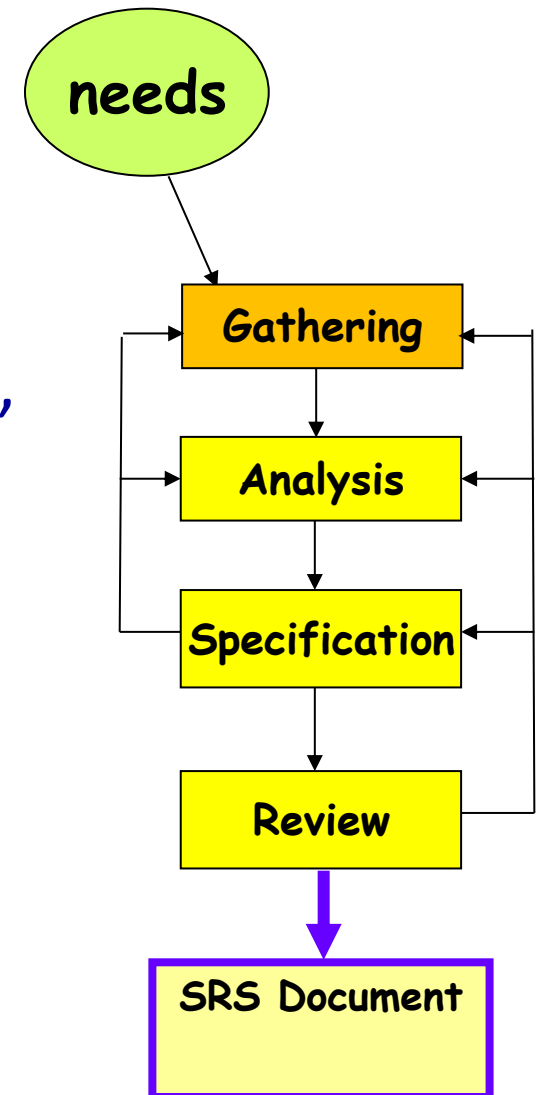 needs
Gathering
,
Analysis
Specification
Review
SRS Document